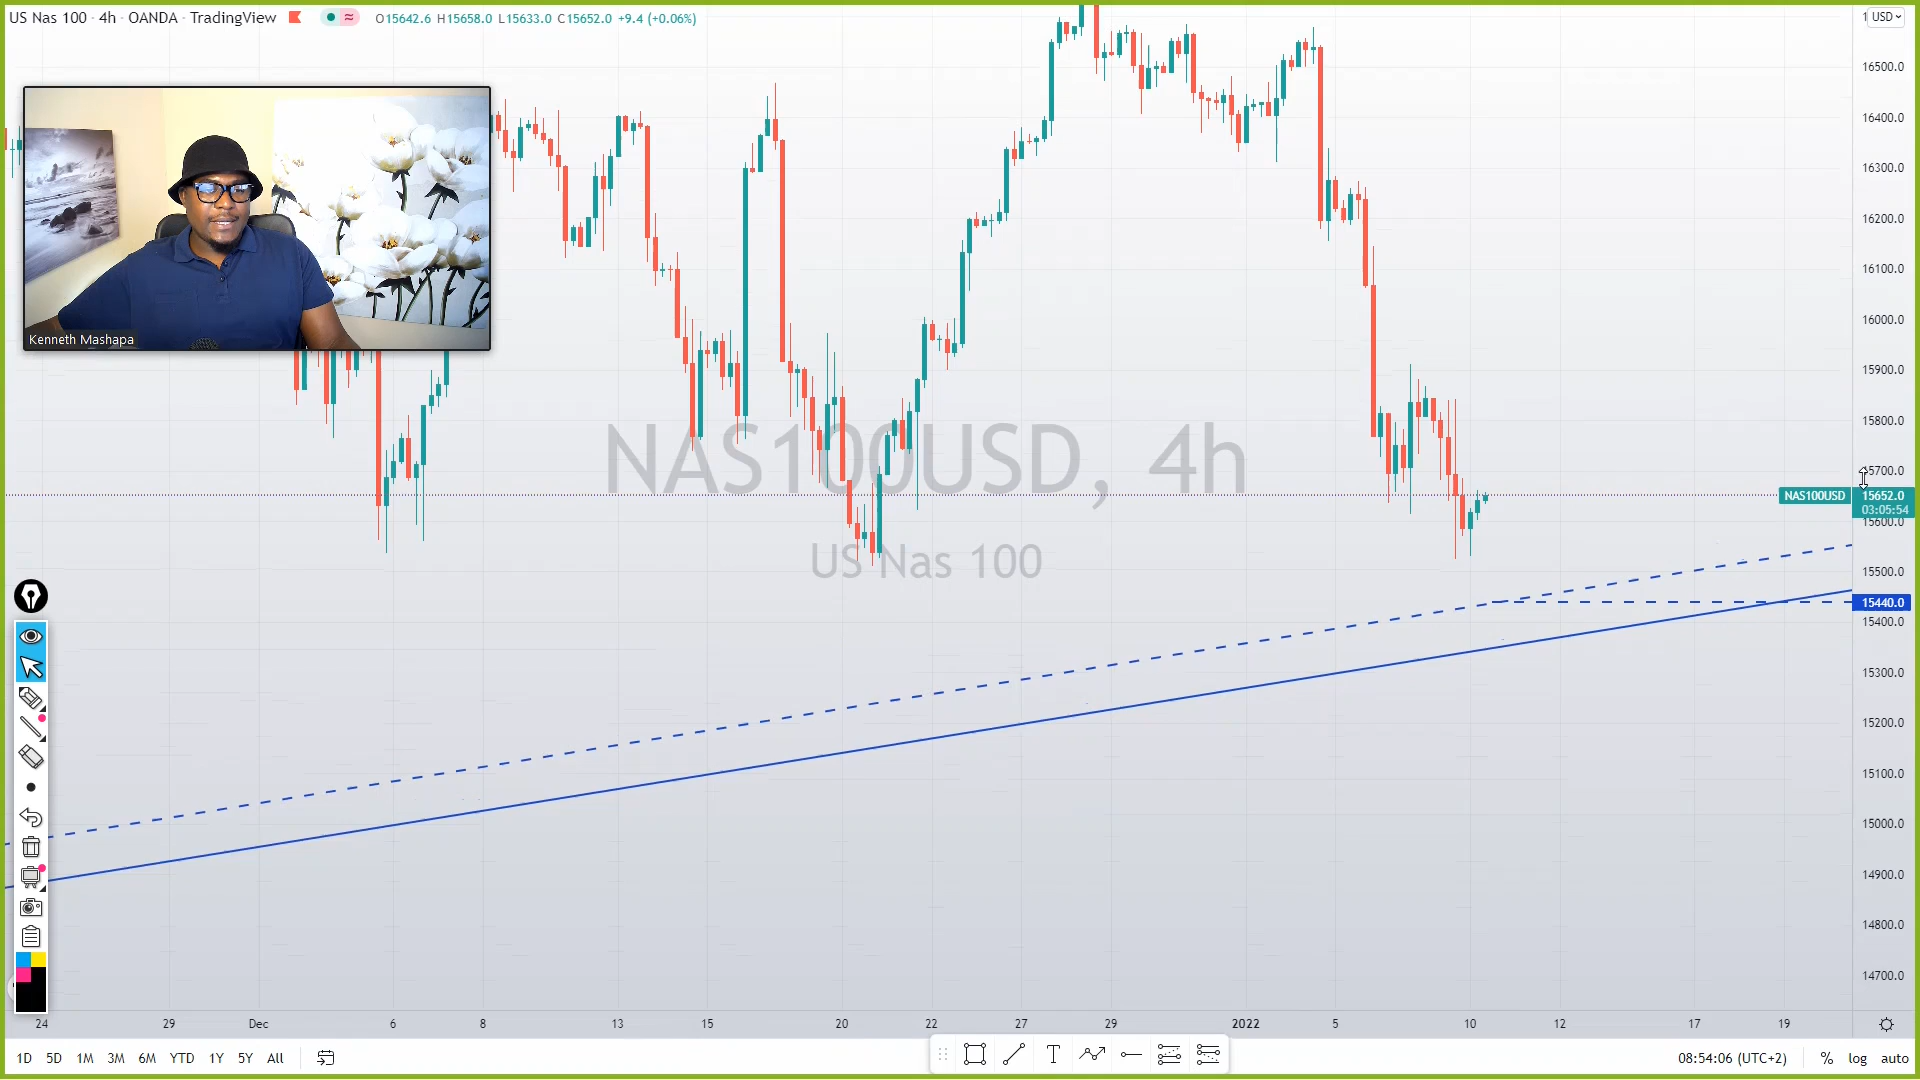 US Nas 100 · 4h · OANDA · TradingView
O15642.6 H15658.0 L15633.0 C15652.0 +9.4 (+0.06%)
USD
16500.0
16400.0
16300.0
16200.0
16100.0
16000.0
15900.0
15800.0
15700.0
NAS100USD 15652.0
03:05:54
15600.0
15500.0
15440.0
15400.0
15300.0
15200.0
15100.0
15000.0
14900.0
14800.0
14700.0
Kenneth Mashapa
NAS100USD, 4h
US Nas 100
24 29 Dec 6 8 13 15 20 22 27 29 2022 5 10 12 17 19
1D 5D 1M 3M 6M YTD 1Y 5Y All
T
08:54:06 (UTC+2) % log auto